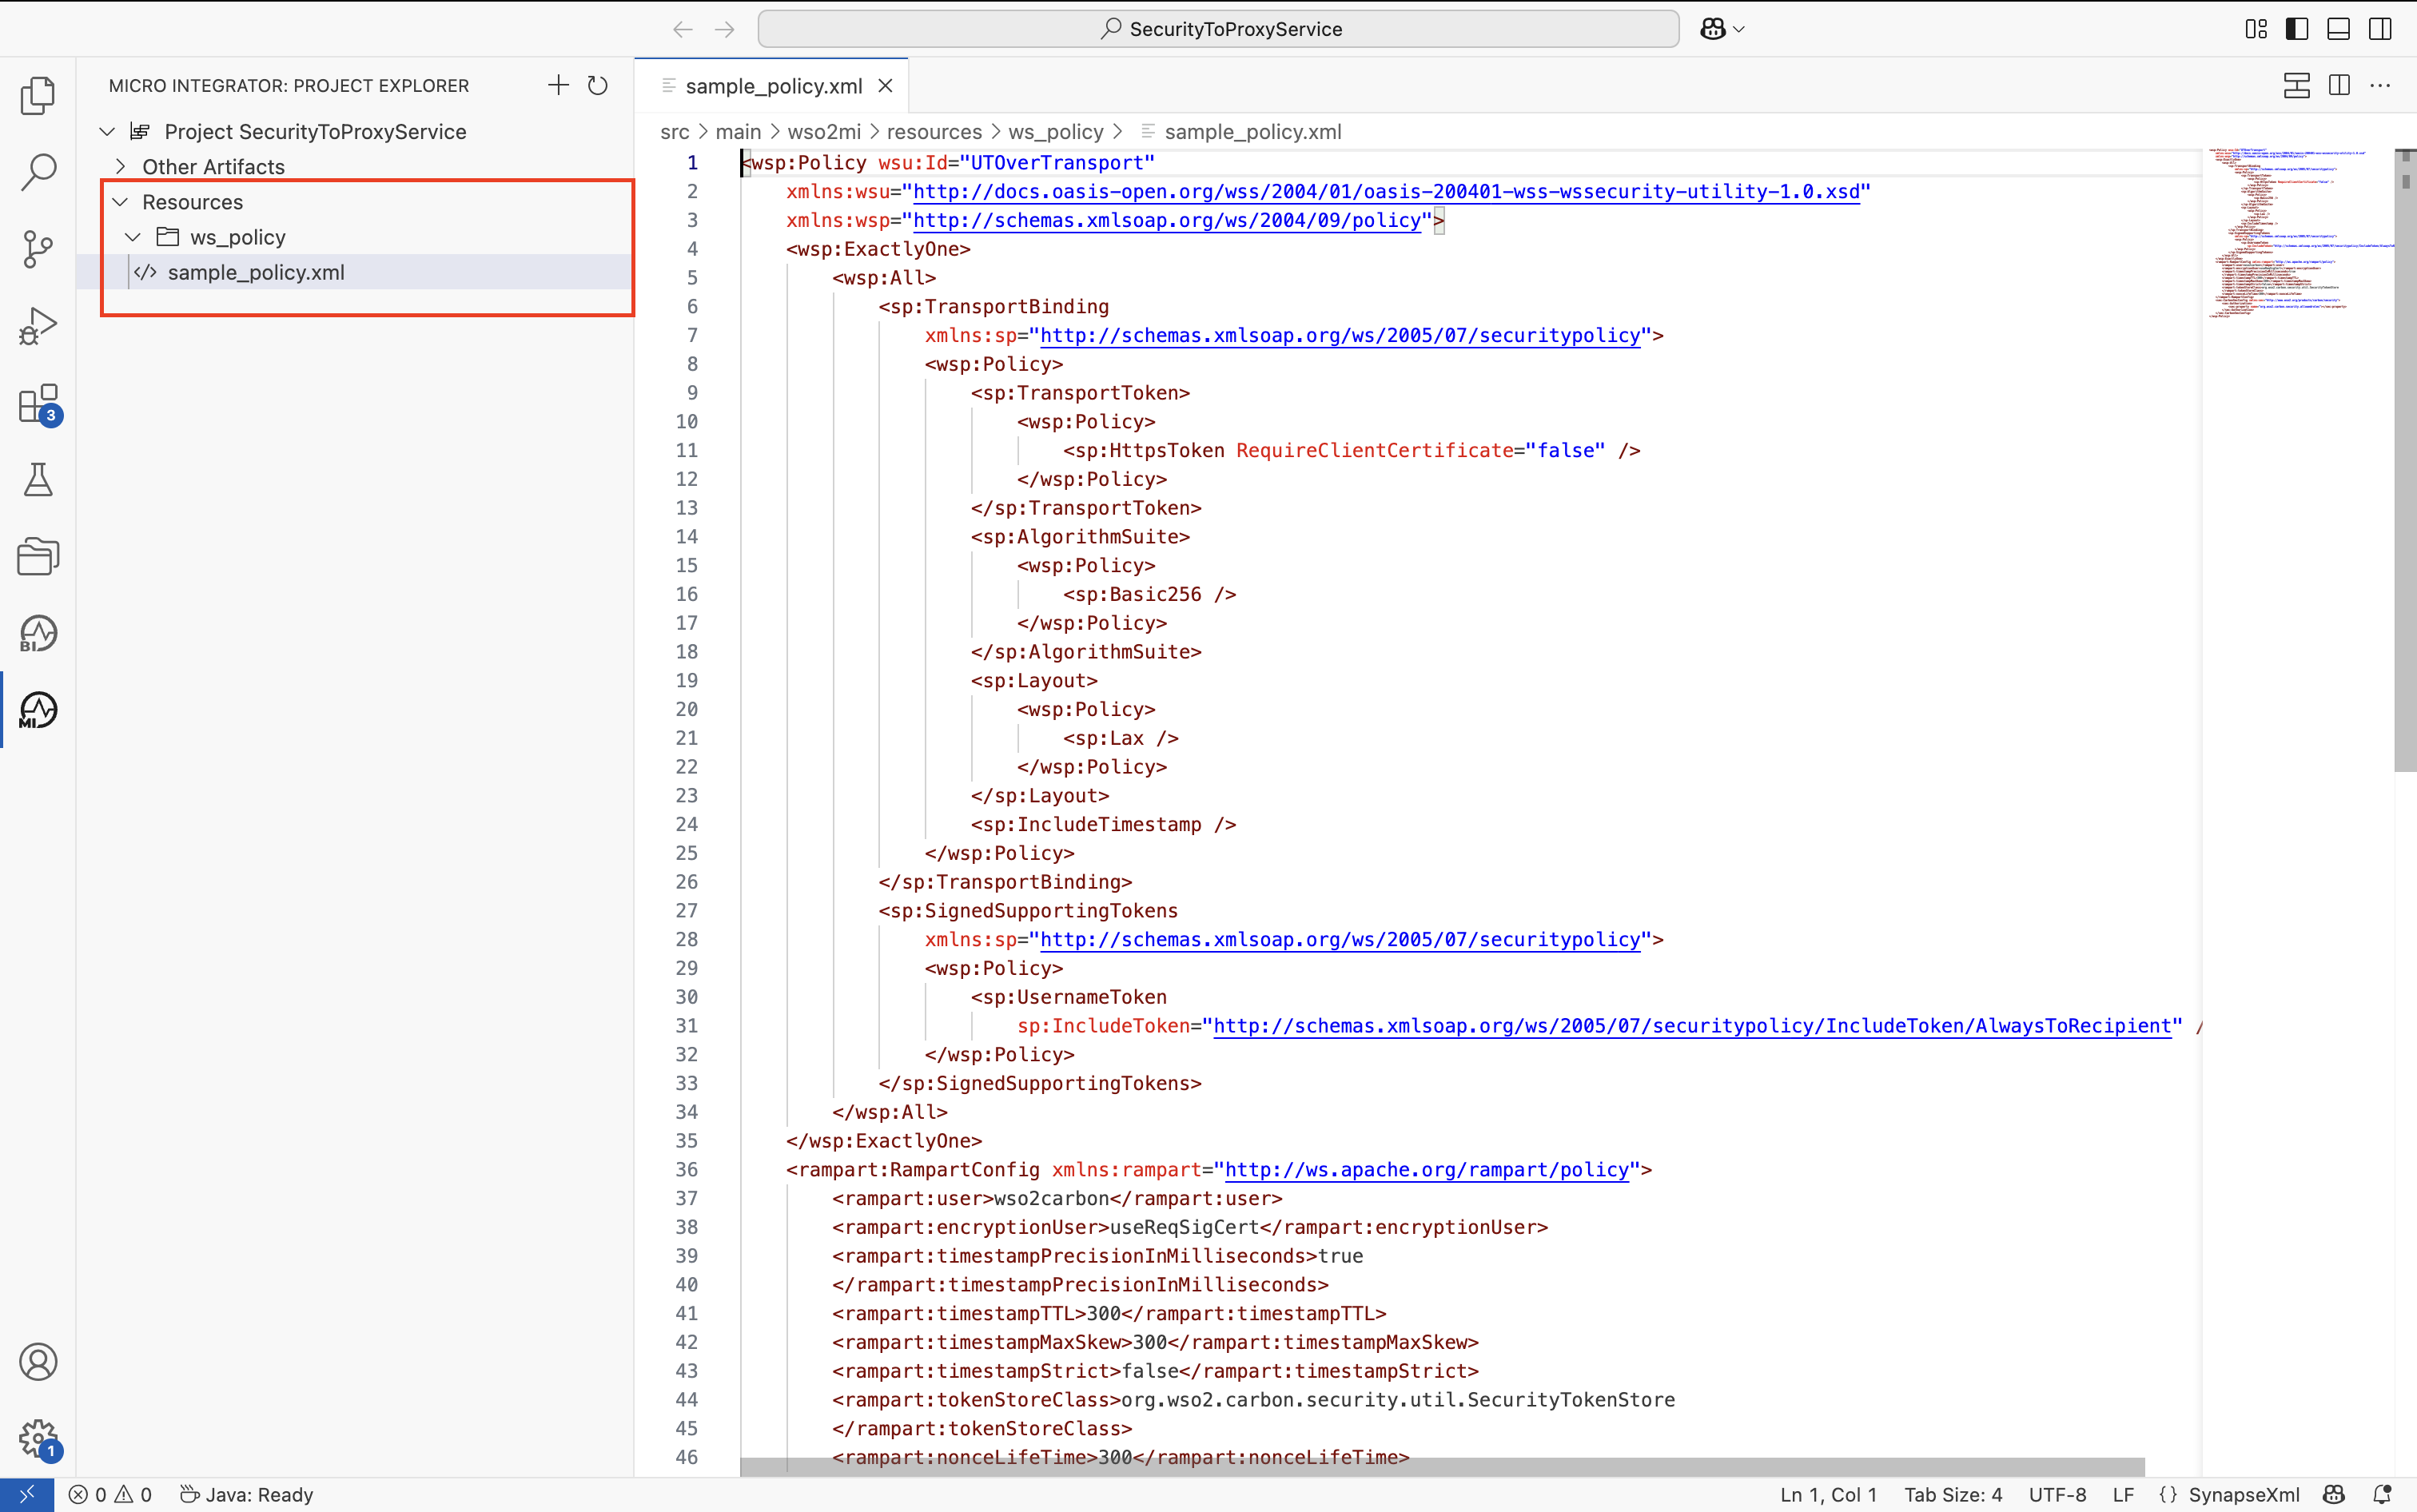 SecurityToProxyService
MICRO INTEGRATOR: PROJECT EXPLORER
Project SecurityToProxyService
Other Artifacts
Resources
ws_policy
sample_policy.xml
3
BI
MI
1
sample_policy.xml
src > main > wso2mi > resources > ws_policy > sample_policy.xml
1 <wsp:Policy wsu:Id="UTOverTransport"
2 xmlns:wsu="http://docs.oasis-open.org/wss/2004/01/oasis-200401-wss-wssecurity-utility-1.0.xsd"
3 xmlns:wsp="http://schemas.xmlsoap.org/ws/2004/09/policy">
4 <wsp:ExactlyOne>
5 <wsp:All>
6 <sp:TransportBinding
7 xmlns:sp="http://schemas.xmlsoap.org/ws/2005/07/securitypolicy">
8 <wsp:Policy>
9 <sp:TransportToken>
10 <wsp:Policy>
11 <sp:HttpsToken RequireClientCertificate="false" />
12 </wsp:Policy>
13 </sp:TransportToken>
14 <sp:AlgorithmSuite>
15 <wsp:Policy>
16 <sp:Basic256 />
17 </wsp:Policy>
18 </sp:AlgorithmSuite>
19 <sp:Layout>
20 <wsp:Policy>
21 <sp:Lax />
22 </wsp:Policy>
23 </sp:Layout>
24 <sp:IncludeTimestamp />
25 </wsp:Policy>
26 </sp:TransportBinding>
27 <sp:SignedSupportingTokens
28 xmlns:sp="http://schemas.xmlsoap.org/ws/2005/07/securitypolicy">
29 <wsp:Policy>
30 <sp:UsernameToken
31 sp:IncludeToken="http://schemas.xmlsoap.org/ws/2005/07/securitypolicy/IncludeToken/AlwaysToRecipient" /
32 </wsp:Policy>
33 </sp:SignedSupportingTokens>
34 </wsp:All>
35 </wsp:ExactlyOne>
36 <rampart:RampartConfig xmlns:rampart="http://ws.apache.org/rampart/policy">
37 <rampart:user>wso2carbon</rampart:user>
38 <rampart:encryptionUser>useReqSigCert</rampart:encryptionUser>
39 <rampart:timestampPrecisionInMilliseconds>true
40 </rampart:timestampPrecisionInMilliseconds>
41 <rampart:timestampTTL>300</rampart:timestampTTL>
42 <rampart:timestampMaxSkew>300</rampart:timestampMaxSkew>
43 <rampart:timestampStrict>false</rampart:timestampStrict>
44 <rampart:tokenStoreClass>org.wso2.carbon.security.util.SecurityTokenStore
45 </rampart:tokenStoreClass>
46 <rampart:nonceLifeTime>300</rampart:nonceLifeTime>
0 0 Java: Ready Ln 1, Col 1 Tab Size: 4 UTF-8 LF {} SynapseXml